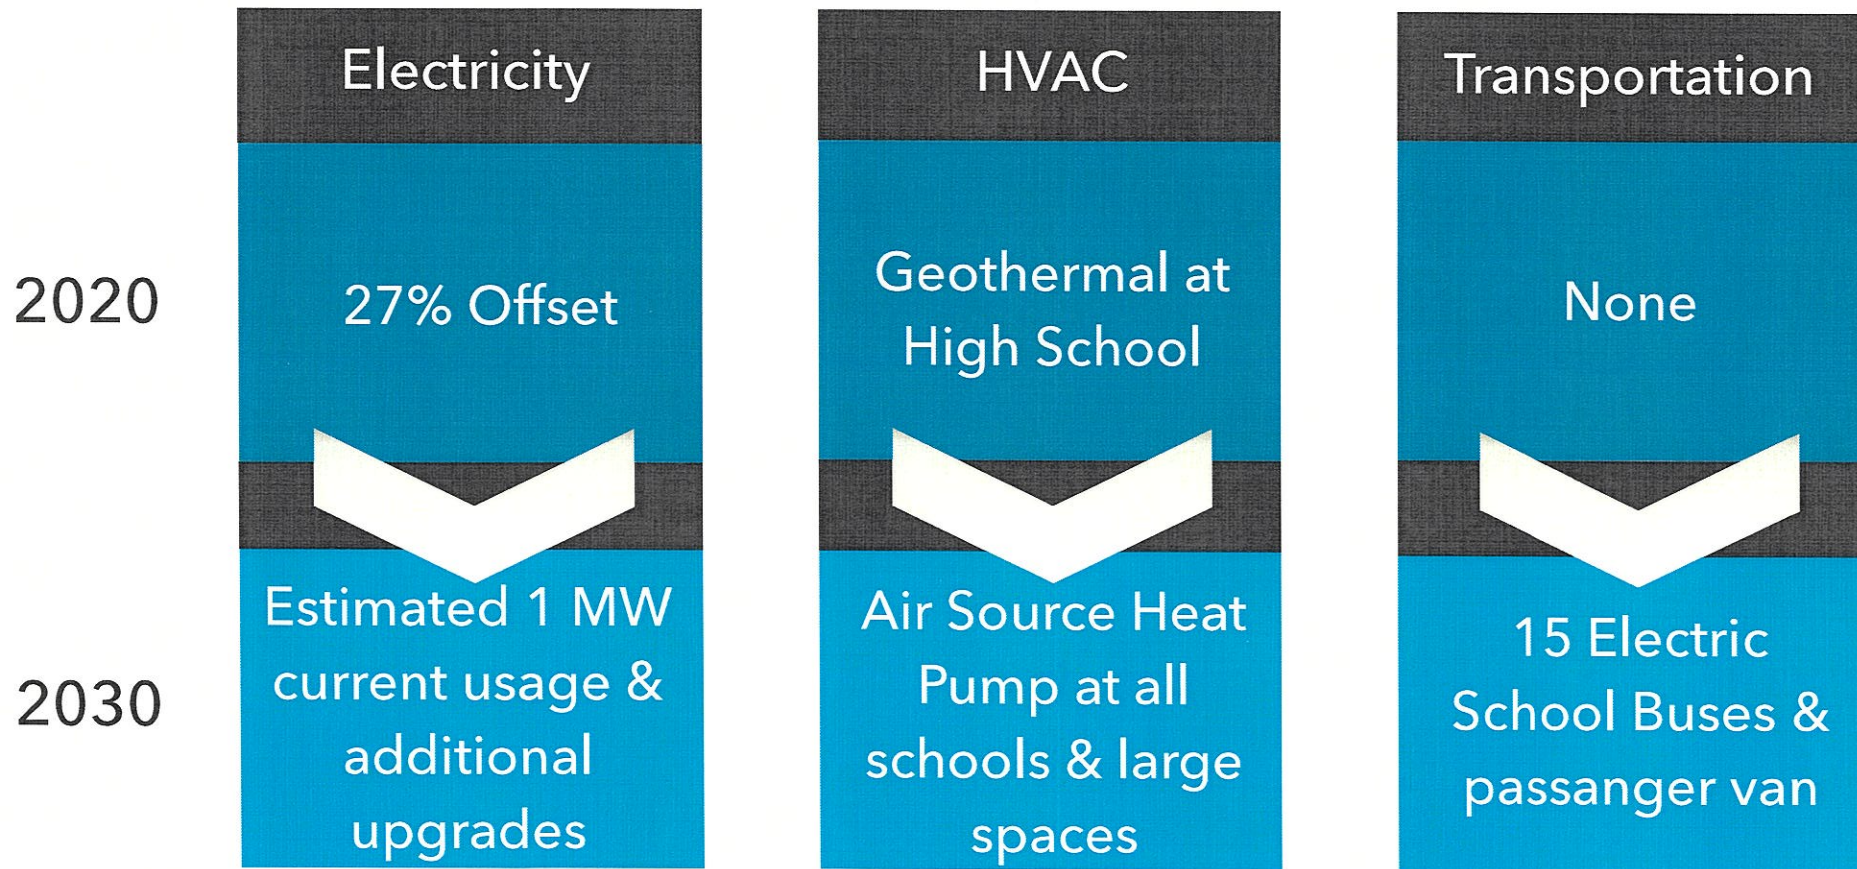 Electricity
HVAC
Transportation
2020
27% Offset
Geothermal at
High School
None
2030
Estimated 1 MW
current usage &
additional
upgrades
Air Source Heat
Pump at all
schools & large
spaces
15 Electric
School Buses &
passanger van